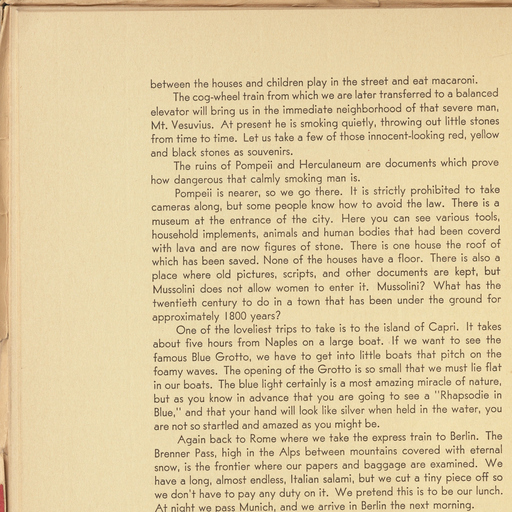 between the houses and children play in the street and eat macaroni.
The cog-wheel train from which we are later transferred to a balanced
elevator will bring us in the immediate neighborhood of that severe man,
Mt. Vesuvius. At present he is smoking quietly, throwing out little stones
from time to time. Let us take a few of those innocent-looking red, yellow
and black stones as souvenirs.
The ruins of Pompeii and Herculaneum are documents which prove
how dangerous that calmly smoking man is.
Pompeii is nearer, so we go there. It is strictly prohibited to take
cameras along, but some people know how to avoid the law. There is a
museum at the entrance of the city. Here you can see various tools,
household implements, animals and human bodies that had been coverd
with lava and are now figures of stone. There is one house the roof of
which has been saved. None of the houses have a floor. There is also a
place where old pictures, scripts, and other documents are kept, but
Mussolini does not allow women to enter it. Mussolini? What has the
twentieth century to do in a town that has been under the ground for
approximately 1800 years?
One of the loveliest trips to take is to the island of Capri. It takes
about five hours from Naples on a large boat. If we want to see the
famous Blue Grotto, we have to get into little boats that pitch on the
foamy waves. The opening of the Grotto is so small that we must lie flat
in our boats. The blue light certainly is a most amazing miracle of nature,
but as you know in advance that you are going to see a "Rhapsodie in
Blue," and that your hand will look like silver when held in the water, you
are not so startled and amazed as you might be.
Again back to Rome where we take the express train to Berlin. The
Brenner Pass, high in the Alps between mountains covered with eternal
snow, is the frontier where our papers and baggage are examined. We
have a long, almost endless, Italian salami, but we cut a tiny piece off so
we don't have to pay any duty on it. We pretend this is to be our lunch.
At night we pass Munich, and we arrive in Berlin the next morning.